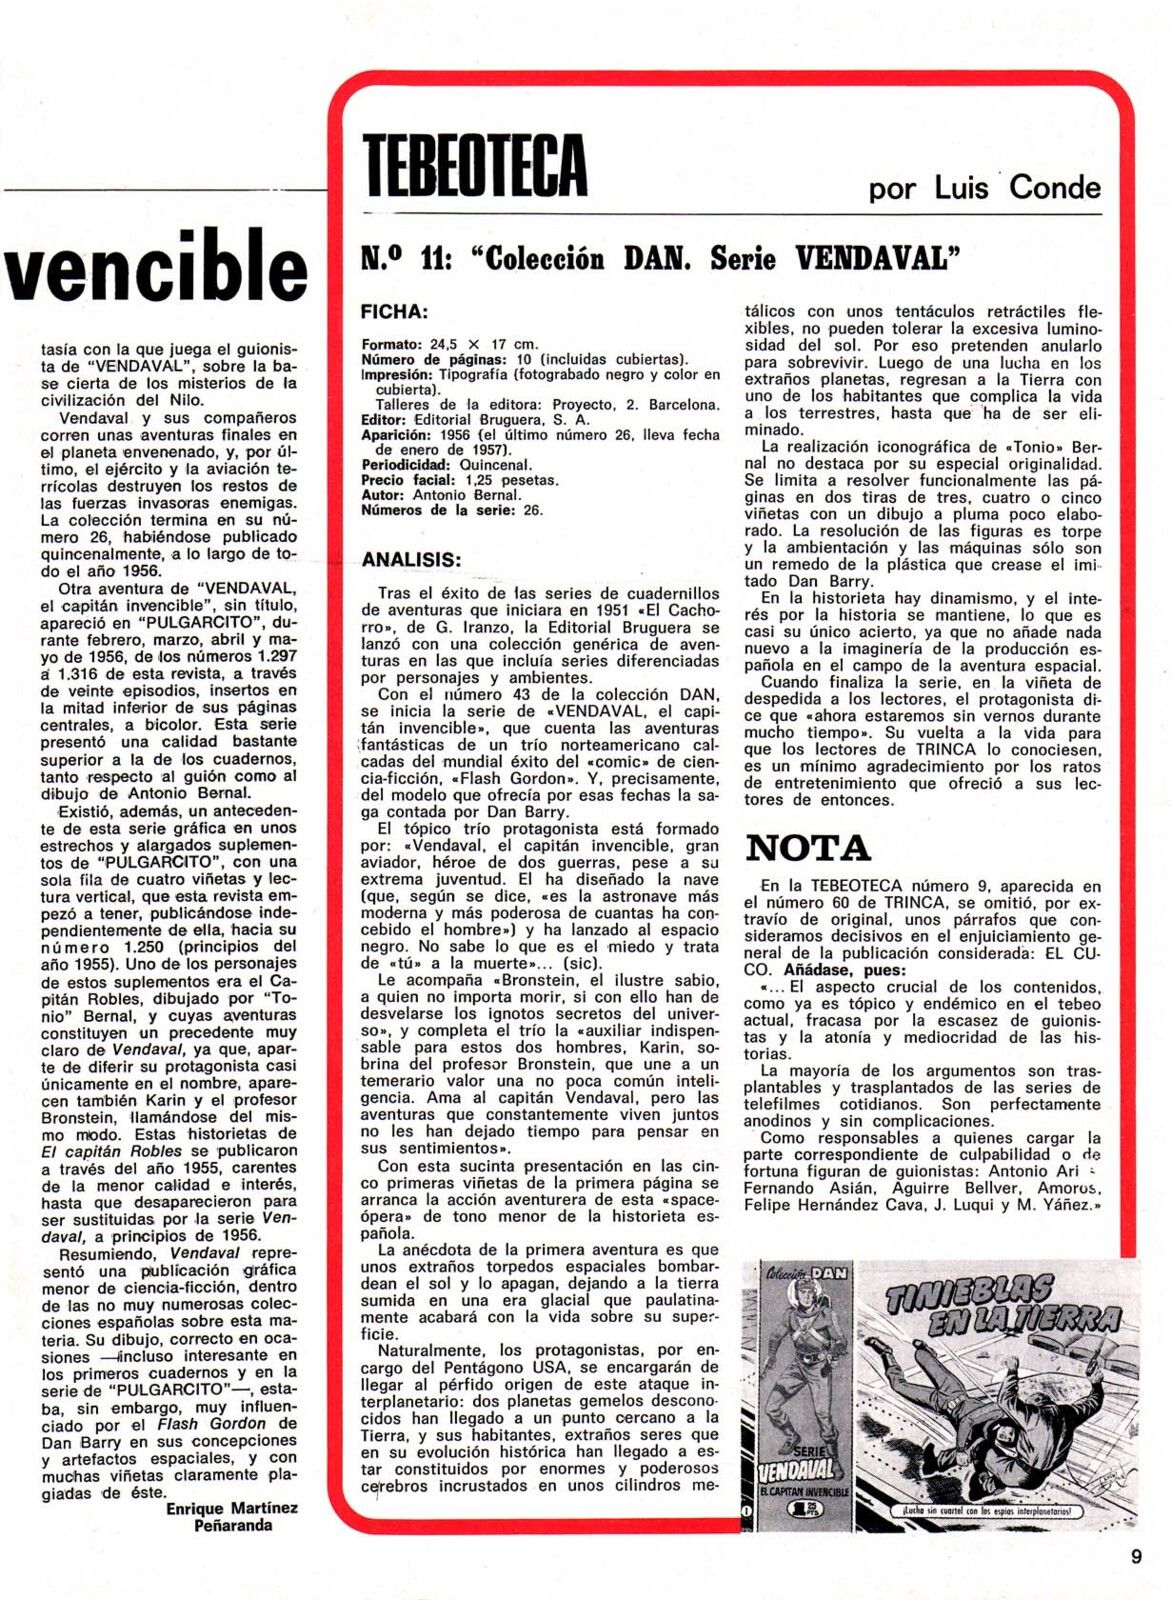 vencible
tasía con la que juega el guionis-
ta de “VENDAVAL”, sobre la ba-
se cierta de los misterios de la
civilización del Nilo.
Vendaval y sus compañeros
corren unas aventuras finales en
el planeta envenenado, y, por úl-
timo, el ejército y la aviación te-
rrícolas destruyen los restos de
las fuerzas invasoras enemigas.
La colección termina en su nú-
mero 26, habiéndose publicado
quincenalmente, a lo largo de to-
do el año 1956.
Otra aventura de “VENDAVAL,
el capitán invencible”, sin título,
apareció en “PULGARCITO”, du-
rante febrero, marzo, abril y ma-
yo de 1956, de los números 1.297
a 1.316 de esta revista, a través
de veinte episodios, insertos en
la mitad inferior de sus páginas
centrales, a bicolor. Esta serie
presentó una calidad bastante
superior a la de los cuadernos,
tanto respecto al guión como al
dibujo de Antonio Bernal.
Existió, además, un anteceden-
te de esta serie gráfica en unos
estrechos y alargados suplemen-
tos de “PULGARCITO”, con una
sola fila de cuatro viñetas y lec-
tura vertical, que esta revista em-
pezó a tener, publicándose inde-
pendientemente de ella, hacia su
número 1.250 (principios del
año 1955). Uno de los personajes
de estos suplementos era el Ca-
pitán Robles, dibujado por “To-
nio” Bernal, y cuyas aventuras
constituyen un precedente muy
claro de Vendaval, ya que, apar-
te de diferir su protagonista casi
únicamente en el nombre, apare-
cen también Karin y el profesor
Bronstein, llamándose del mis-
mo modo. Estas historietas de
El capitán Robles se publicaron
a través del año 1955, carentes
de la menor calidad e interés,
hasta que desaparecieron para
ser sustituidas por la serie Ven-
daval, a principios de 1956.
Resumiendo, Vendaval repre-
sentó una publicación gráfica
menor de ciencia-ficción, dentro
de las no muy numerosas colec-
ciones españolas sobre esta ma-
teria. Su dibujo, correcto en oca-
siones —incluso interesante en
los primeros cuadernos y en la
serie de “PULGARCITO”—, esta-
ba, sin embargo, muy influen-
ciado por el Flash Gordon de
Dan Barry en sus concepciones
y artefactos espaciales, y con
muchas viñetas claramente pla-
giadas de éste.
Enrique Martínez
Peñaranda
TEBEOTECA
por Luis Conde
N.º 11: “Colección DAN. Serie VENDAVAL”
FICHA:
Formato: 24,5 × 17 cm.
Número de páginas: 10 (incluidas cubiertas).
Impresión: Tipografía (fotograbado negro y color en
cubierta).
Talleres de la editora: Proyecto, 2. Barcelona.
Editor: Editorial Bruguera, S. A.
Aparición: 1956 (el último número 26, lleva fecha
de enero de 1957).
Periodicidad: Quincenal.
Precio facial: 1,25 pesetas.
Autor: Antonio Bernal.
Números de la serie: 26.
ANALISIS:
Tras el éxito de las series de cuadernillos
de aventuras que iniciara en 1951 «El Cacho-
rro», de G. Iranzo, la Editorial Bruguera se
lanzó con una colección genérica de aven-
turas en las que incluía series diferenciadas
por personajes y ambientes.
Con el número 43 de la colección DAN,
se inicia la serie de «VENDAVAL, el capi-
tán invencible», que cuenta las aventuras
fantásticas de un trío norteamericano cal-
cadas del mundial éxito del «comic» de cien-
cia-ficción, «Flash Gordon». Y, precisamente,
del modelo que ofrecía por esas fechas la sa-
ga contada por Dan Barry.
El tópico trío protagonista está formado
por: «Vendaval, el capitán invencible, gran
aviador, héroe de dos guerras, pese a su
extrema juventud. El ha diseñado la nave
(que, según se dice, «es la astronave más
moderna y más poderosa de cuantas ha con-
cebido el hombre») y ha lanzado al espacio
negro. No sabe lo que es el miedo y trata
de «tú» a la muerte»... (sic).
Le acompaña «Bronstein, el ilustre sabio,
a quien no importa morir, si con ello han de
desvelarse los ignotos secretos del univer-
so», y completa el trío la «auxiliar indispen-
sable para estos dos hombres, Karin, so-
brina del profesor Bronstein, que une a un
temerario valor una no poca común inteli-
gencia. Ama al capitán Vendaval, pero las
aventuras que constantemente viven juntos
no les han dejado tiempo para pensar en
sus sentimientos».
Con esta sucinta presentación en las cin-
co primeras viñetas de la primera página se
arranca la acción aventurera de esta «space-
ópera» de tono menor de la historieta es-
pañola.
La anécdota de la primera aventura es que
unos extraños torpedos espaciales bombar-
dean el sol y lo apagan, dejando a la tierra
sumida en una era glacial que paulatina-
mente acabará con la vida sobre su super-
ficie.
Naturalmente, los protagonistas, por en-
cargo del Pentágono USA, se encargarán de
llegar al pérfido origen de este ataque in-
terplanetario: dos planetas gemelos descono-
cidos han llegado a un punto cercano a la
Tierra, y sus habitantes, extraños seres que
en su evolución histórica han llegado a es-
tar constituidos por enormes y poderosos
cerebros incrustados en unos cilindros me-
tálicos con unos tentáculos retráctiles fle-
xibles, no pueden tolerar la excesiva lumino-
sidad del sol. Por eso pretenden anularlo
para sobrevivir. Luego de una lucha en los
extraños planetas, regresan a la Tierra con
uno de los habitantes que complica la vida
a los terrestres, hasta que ha de ser eli-
minado.
La realización iconográfica de «Tonio» Ber-
nal no destaca por su especial originalidad.
Se limita a resolver funcionalmente las pá-
ginas en dos tiras de tres, cuatro o cinco
viñetas con un dibujo a pluma poco elabo-
rado. La resolución de las figuras es torpe
y la ambientación y las máquinas sólo son
un remedo de la plástica que crease el imi-
tado Dan Barry.
En la historieta hay dinamismo, y el inte-
rés por la historia se mantiene, lo que es
casi su único acierto, ya que no añade nada
nuevo a la imaginería de la producción es-
pañola en el campo de la aventura espacial.
Cuando finaliza la serie, en la viñeta de
despedida a los lectores, el protagonista di-
ce que «ahora estaremos sin vernos durante
mucho tiempo». Su vuelta a la vida para
que los lectores de TRINCA lo conociesen,
es un mínimo agradecimiento por los ratos
de entretenimiento que ofreció a sus lec-
tores de entonces.
NOTA
En la TEBEOTECA número 9, aparecida en
el número 60 de TRINCA, se omitió, por ex-
travío de original, unos párrafos que con-
sideramos decisivos en el enjuiciamiento ge-
neral de la publicación considerada: EL CU-
CO. Añádase, pues:
«... El aspecto crucial de los contenidos,
como ya es tópico y endémico en el tebeo
actual, fracasa por la escasez de guionis-
tas y la atonía y mediocridad de las his-
torias.
La mayoría de los argumentos son tras-
plantables y trasplantados de las series de
telefilmes cotidianos. Son perfectamente
anodinos y sin complicaciones.
Como responsables a quienes cargar la
parte correspondiente de culpabilidad o de
fortuna figuran de guionistas: Antonio
Fernando Asián, Aguirre Bellver, Amorós,
Felipe Hernández Cava, J. Luqui y M. Yáñez.»
Colección DAN
SERIE
VENDAVAL
EL CAPITAN INVENCIBLE
1 25
PTS
1
TINIEBLAS
EN LA TIERRA
¡Lucha sin cuartel con los espías interplanetarios!
9